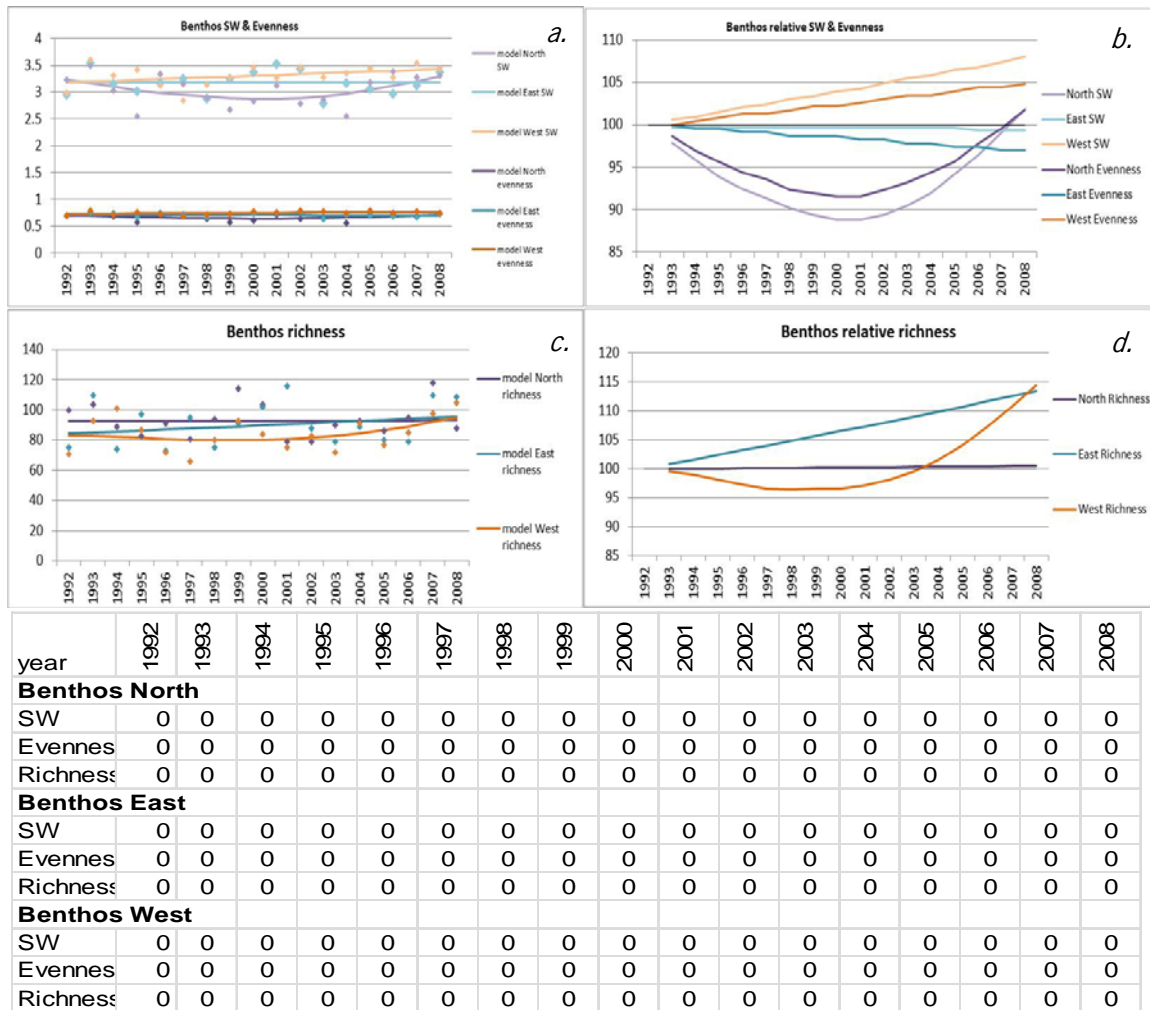 Benthos SW & Evenness
a.
4
3.5
3
2.5
2
1.5
1
0.5
0
1992 1993 1994 1995 1996 1997 1998 1999 2000 2001 2002 2003 2004 2005 2006 2007 2008
model North
SW
model East SW
model West SW
model North
evenness
model East
evenness
model West
evenness
Benthos relative SW & Evenness
b.
110
105
100
95
90
85
1992 1993 1994 1995 1996 1997 1998 1999 2000 2001 2002 2003 2004 2005 2006 2007 2008
North SW
East SW
West SW
North Evenness
East Evenness
West Evenness
Benthos richness
c.
140
120
100
80
60
40
20
0
1992 1993 1994 1995 1996 1997 1998 1999 2000 2001 2002 2003 2004 2005 2006 2007 2008
model North
richness
model East
richness
model West
richness
Benthos relative richness
d.
120
115
110
105
100
95
90
85
1992 1993 1994 1995 1996 1997 1998 1999 2000 2001 2002 2003 2004 2005 2006 2007 2008
North Richness
East Richness
West Richness
year 1992 1993 1994 1995 1996 1997 1998 1999 2000 2001 2002 2003 2004 2005 2006 2007 2008
Benthos North
SW 0 0 0 0 0 0 0 0 0 0 0 0 0 0 0 0 0
Evennes 0 0 0 0 0 0 0 0 0 0 0 0 0 0 0 0 0
Richness 0 0 0 0 0 0 0 0 0 0 0 0 0 0 0 0 0
Benthos East
SW 0 0 0 0 0 0 0 0 0 0 0 0 0 0 0 0 0
Evennes 0 0 0 0 0 0 0 0 0 0 0 0 0 0 0 0 0
Richness 0 0 0 0 0 0 0 0 0 0 0 0 0 0 0 0 0
Benthos West
SW 0 0 0 0 0 0 0 0 0 0 0 0 0 0 0 0 0
Evennes 0 0 0 0 0 0 0 0 0 0 0 0 0 0 0 0 0
Richness 0 0 0 0 0 0 0 0 0 0 0 0 0 0 0 0 0